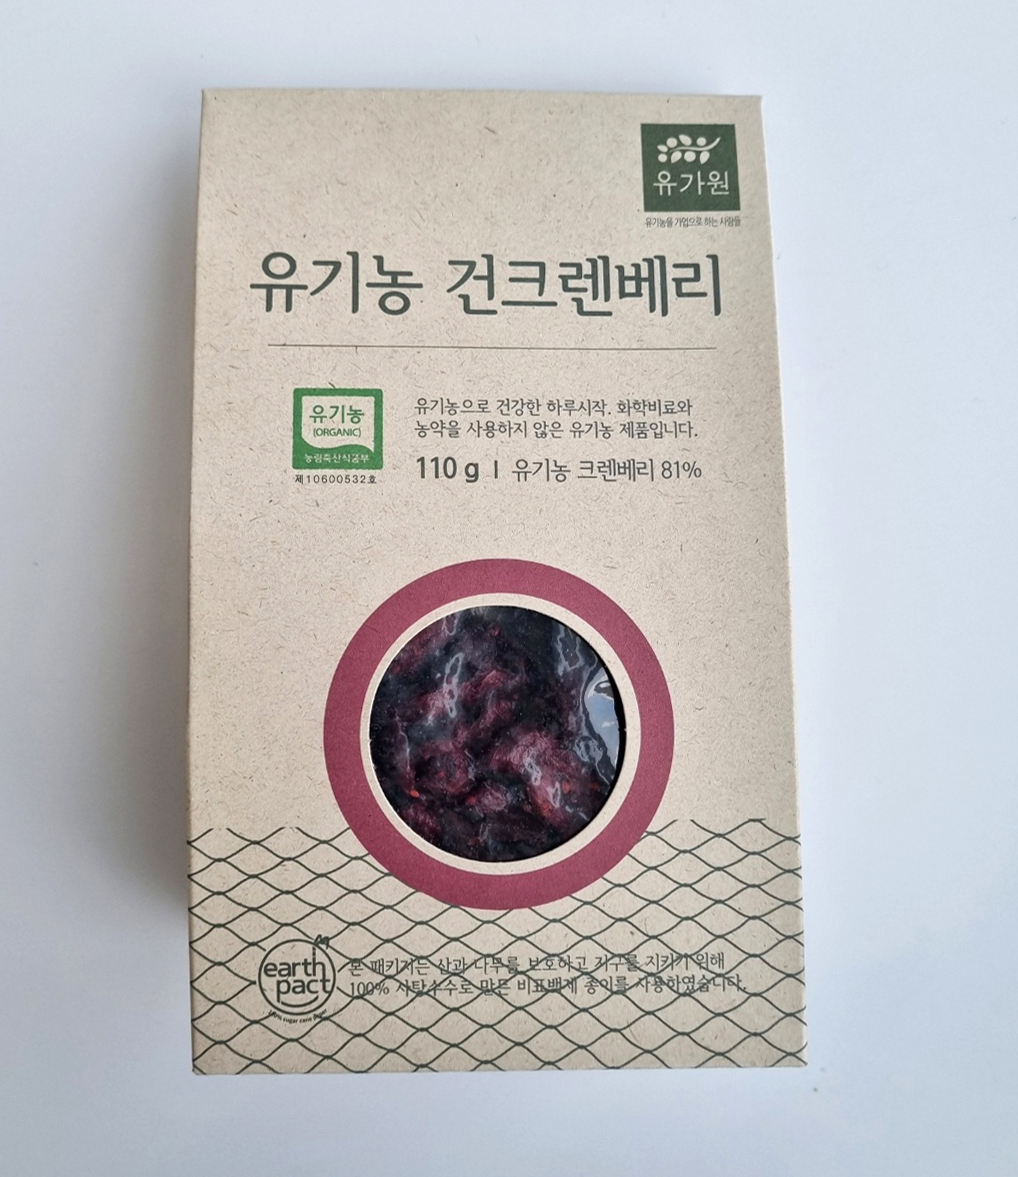 유가원
유기농을 가업으로 하는 사람들
유기농 건크렌베리
유기농
(ORGANIC)
농림축산식품부
제10600532호
유기농으로 건강한 하루시작. 화학비료와
농약을 사용하지 않은 유기농 제품입니다.
110 g | 유기농 크렌베리 81%
earth
pact
100% sugar cane paper
본 패키지는 산과 나무를 보호하고 지구를 지키기 위해
100% 사탕수수로 만든 비표백제 종이를 사용하였습니다.